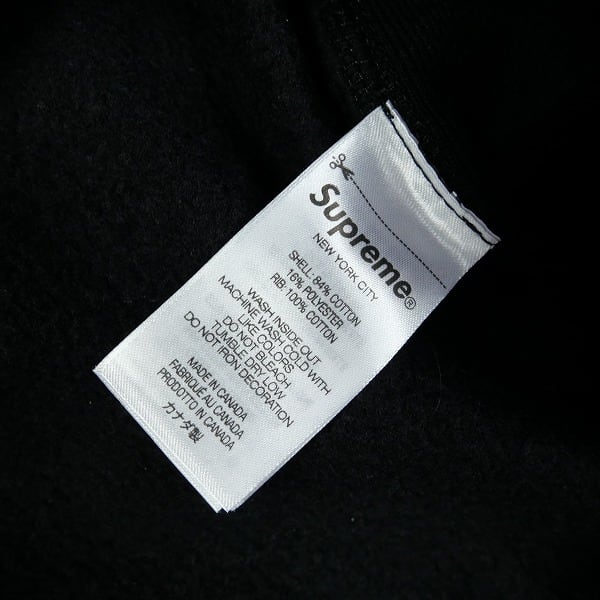 Supreme®
NEW YORK CITY
SHELL: 84% COTTON
16% POLYESTER
RIB: 100% COTTON
WASH INSIDE OUT
MACHINE WASH COLD WITH
LIKE COLORS
DO NOT BLEACH
TUMBLE DRY LOW
DO NOT IRON DECORATION
MADE IN CANADA
FABRIQUÉ AU CANADA
PRODOTTO IN CANADA
カナダ製